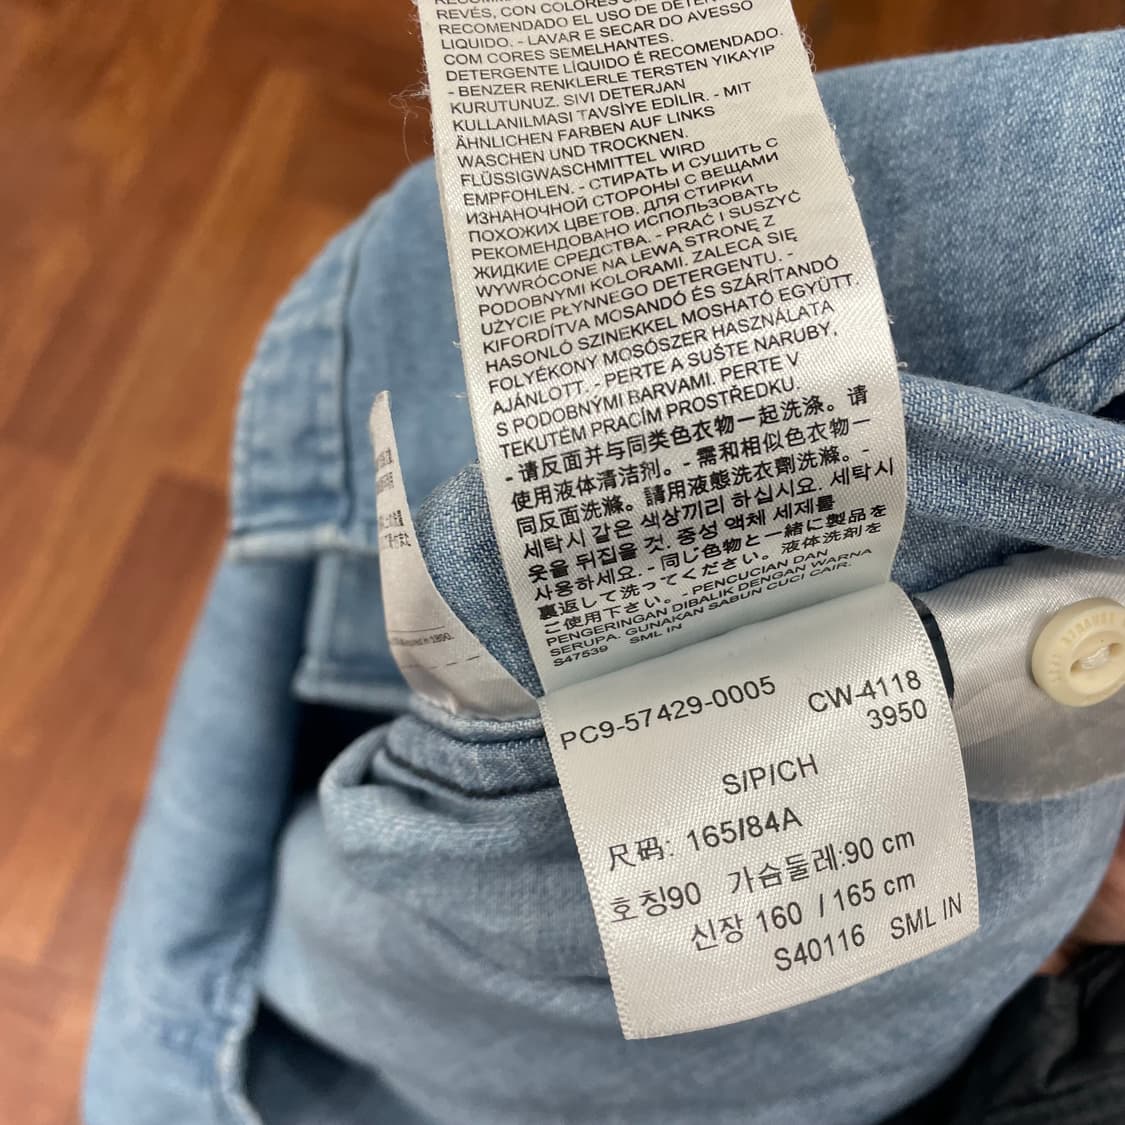 REVÉS, CON COLORES
RECOMENDADO EL USO DE
LIQUIDO. - LAVAR E SECAR DO AVESSO
COM CORES SEMELHANTES.
DETERGENTE LÍQUIDO É RECOMENDADO.
- BENZER RENKLERLE TERSTEN YIKAYIP
KURUTUNUZ. SIVI DETERJAN
KULLANILMASI TAVSİYE EDİLİR. - MIT
ÄHNLICHEN FARBEN AUF LINKS
WASCHEN UND TROCKNEN.
FLÜSSIGWASCHMITTEL WIRD
EMPFOHLEN. - СТИРАТЬ И СУШИТЬ С
ИЗНАНОЧНОЙ СТОРОНЫ С ВЕЩАМИ
ПОХОЖИХ ЦВЕТОВ. ДЛЯ СТИРКИ
РЕКОМЕНДОВАНО ИСПОЛЬЗОВАТЬ
ЖИДКИЕ СРЕДСТВА. - PRAĆ I SUSZYĆ
WYWRÓCONE NA LEWĄ STRONĘ Z
PODOBNYMI KOLORAMI. ZALECA SIĘ
UŻYCIE PŁYNNEGO DETERGENTU. -
KIFORDÍTVA MOSANDÓ ÉS SZÁRÍTANDÓ
HASONLÓ SZINEKKEL MOSHATÓ EGYÜTT.
FOLYÉKONY MOSÓSZER HASZNÁLATA
AJÁNLOTT. - PERTE A SUŠTE NARUBY,
S PODOBNÝMI BARVAMI. PERTE V
TEKUTÉM PRACÍM PROSTŘEDKU.
- 请反面并与同类色衣物一起洗涤。请
使用液体清洁剂。- 需和相似色衣物一
同反面洗滌。請用液態洗衣劑洗滌。-
세탁시 같은 색상끼리 하십시요. 세탁시
옷을 뒤집을 것. 중성 액체 세제를
사용하세요. - 同じ色物と一緒に製品を
裏返して洗ってください。液体洗剤を
ご使用下さい。- PENCUCIAN DAN
PENGERINGAN DIBALIK DENGAN WARNA
SERUPA. GUNAKAN SABUN CUCI CAIR.
S47539 SML IN
in 1890.
PC9-57429-0005 CW-4118
3950
S/P/CH
尺码: 165/84A
호칭90 가슴둘레:90 cm
신장 160 / 165 cm
S40116 SML IN